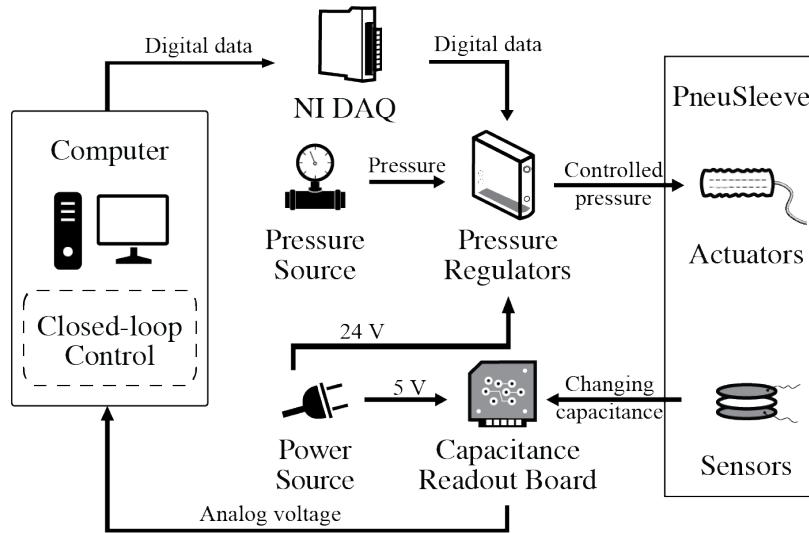 Digital data
Digital data
NI DAQ
PneuSleeve
Computer
Pressure
Controlled
pressure
Pressure
Source
Pressure
Regulators
Actuators
Closed-loop
Control
24 V
5 V
Changing
capacitance
Power
Source
Capacitance
Readout Board
Sensors
Analog voltage